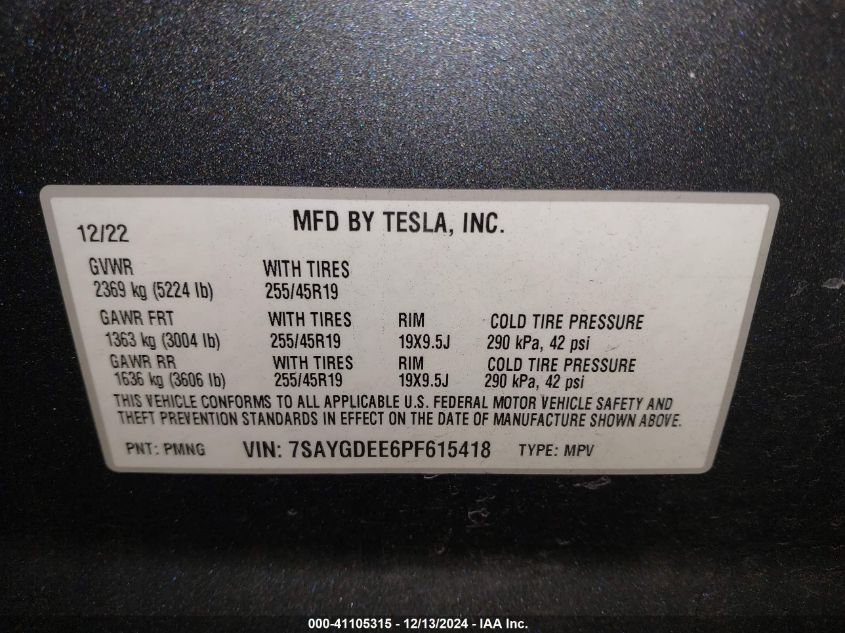 12/22 MFD BY TESLA, INC.
GVWR WITH TIRES
2369 kg (5224 lb) 255/45R19
GAWR FRT WITH TIRES RIM COLD TIRE PRESSURE
1363 kg (3004 lb) 255/45R19 19X9.5J 290 kPa, 42 psi
GAWR RR WITH TIRES RIM COLD TIRE PRESSURE
1636 kg (3606 lb) 255/45R19 19X9.5J 290 kPa, 42 psi
THIS VEHICLE CONFORMS TO ALL APPLICABLE U.S. FEDERAL MOTOR VEHICLE SAFETY AND
THEFT PREVENTION STANDARDS IN EFFECT ON THE DATE OF MANUFACTURE SHOWN ABOVE.
PNT: PMNG VIN: 7SAYGDEE6PF615418 TYPE: MPV
000-41105315 - 12/13/2024 - IAA Inc.